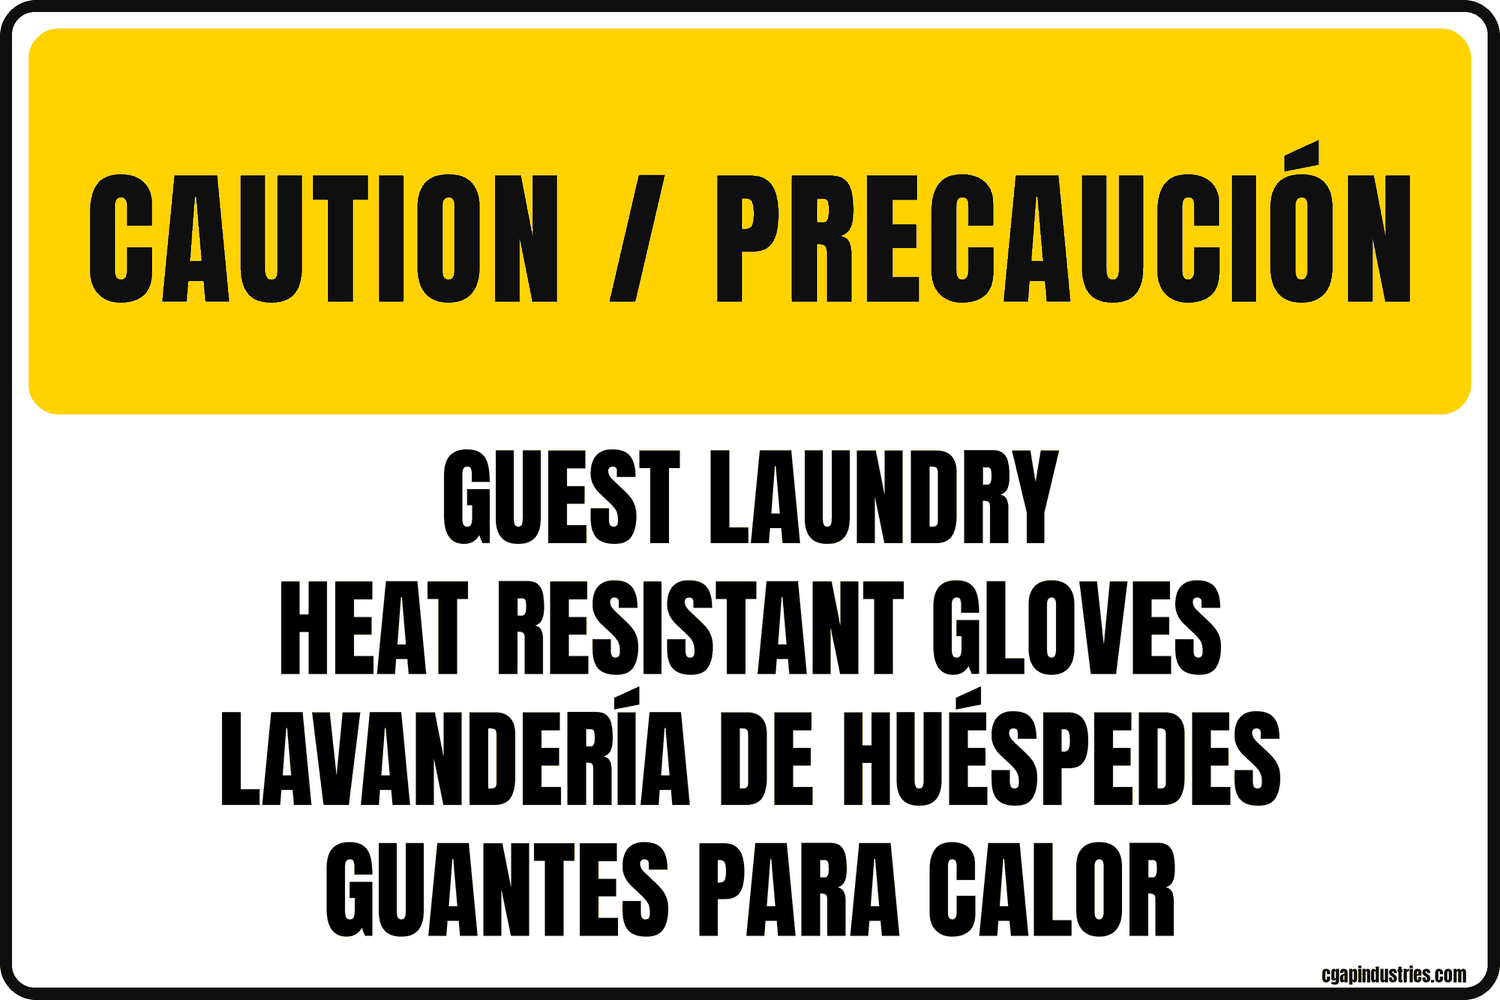 CAUTION / PRECAUCIÓN
GUEST LAUNDRY
HEAT RESISTANT GLOVES
LAVANDERÍA DE HUÉSPEDES
GUANTES PARA CALOR
cgapindustries.com